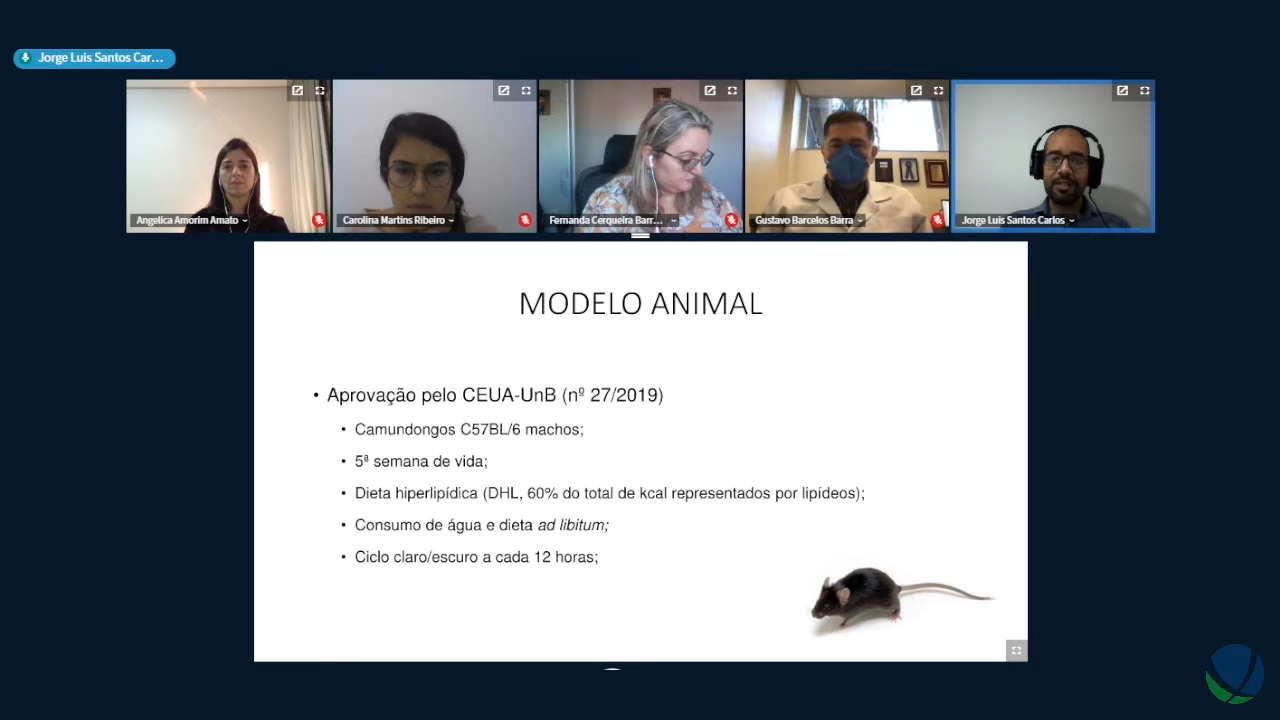 Jorge Luis Santos Car...
Angelica Amorim Amato
Carolina Martins Ribeiro
Fernanda Cerqueira Barr...
Gustavo Barcelos Barra
Jorge Luis Santos Carlos
MODELO ANIMAL
• Aprovação pelo CEUA-UnB (nº 27/2019)
• Camundongos C57BL/6 machos;
• 5ª semana de vida;
• Dieta hiperlipídica (DHL, 60% do total de kcal representados por lipídeos);
• Consumo de água e dieta ad libitum;
• Ciclo claro/escuro a cada 12 horas;